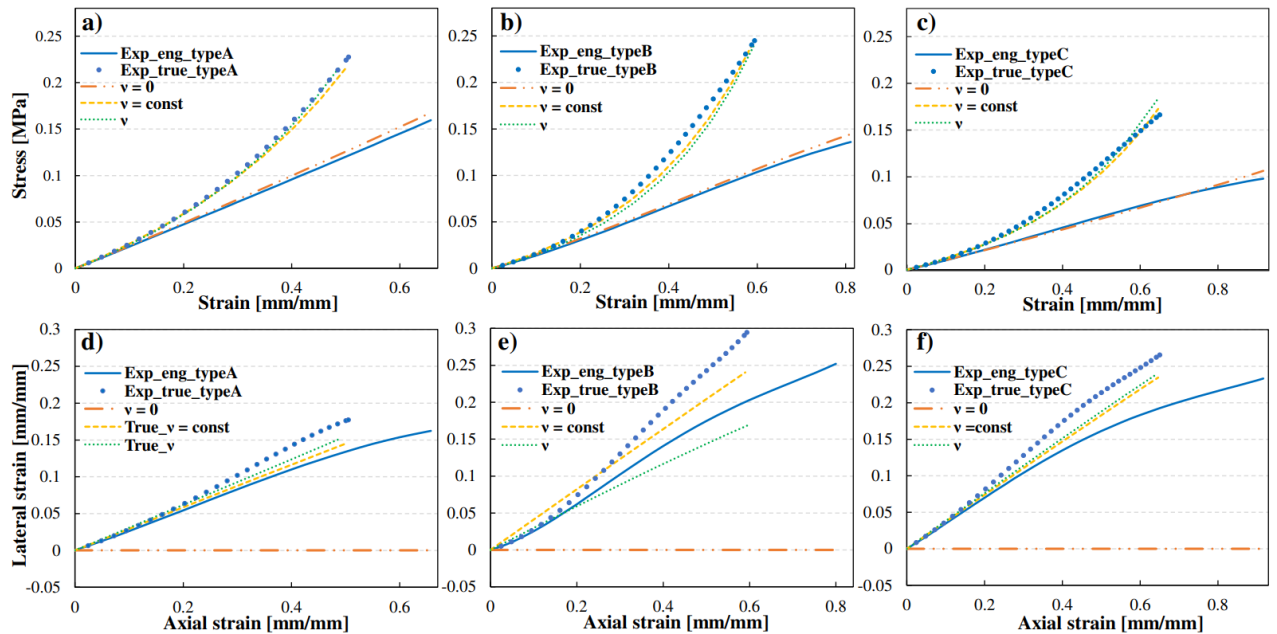 a)
0.25
Exp_eng_typeA
Exp_true_typeA
ν = 0
ν = const
ν
0.2
0.15
0.1
0.05
0
Stress [MPa]
0
0.2
0.4
0.6
Strain [mm/mm]
b)
0.25
Exp_eng_typeB
Exp_true_typeB
ν = 0
ν = const
ν
0.2
0.15
0.1
0.05
0
0
0.2
0.4
0.6
0.8
Strain [mm/mm]
c)
0.25
Exp_eng_typeC
Exp_true_typeC
ν = 0
ν = const
ν
0.2
0.15
0.1
0.05
0
0
0.2
0.4
0.6
0.8
Strain [mm/mm]
d)
0.3
Exp_eng_typeA
Exp_true_typeA
ν = 0
True_ν = const
True_ν
0.25
0.2
0.15
0.1
0.05
0
-0.05
Lateral strain [mm/mm]
0
0.2
0.4
0.6
Axial strain [mm/mm]
e)
0.3
Exp_eng_typeB
Exp_true_typeB
ν = 0
ν = const
ν
0.25
0.2
0.15
0.1
0.05
0
-0.05
0
0.2
0.4
0.6
0.8
Axial strain [mm/mm]
f)
0.3
Exp_eng_typeC
Exp_true_typeC
ν = 0
ν =const
ν
0.25
0.2
0.15
0.1
0.05
0
-0.05
0
0.2
0.4
0.6
0.8
Axial strain [mm/mm]